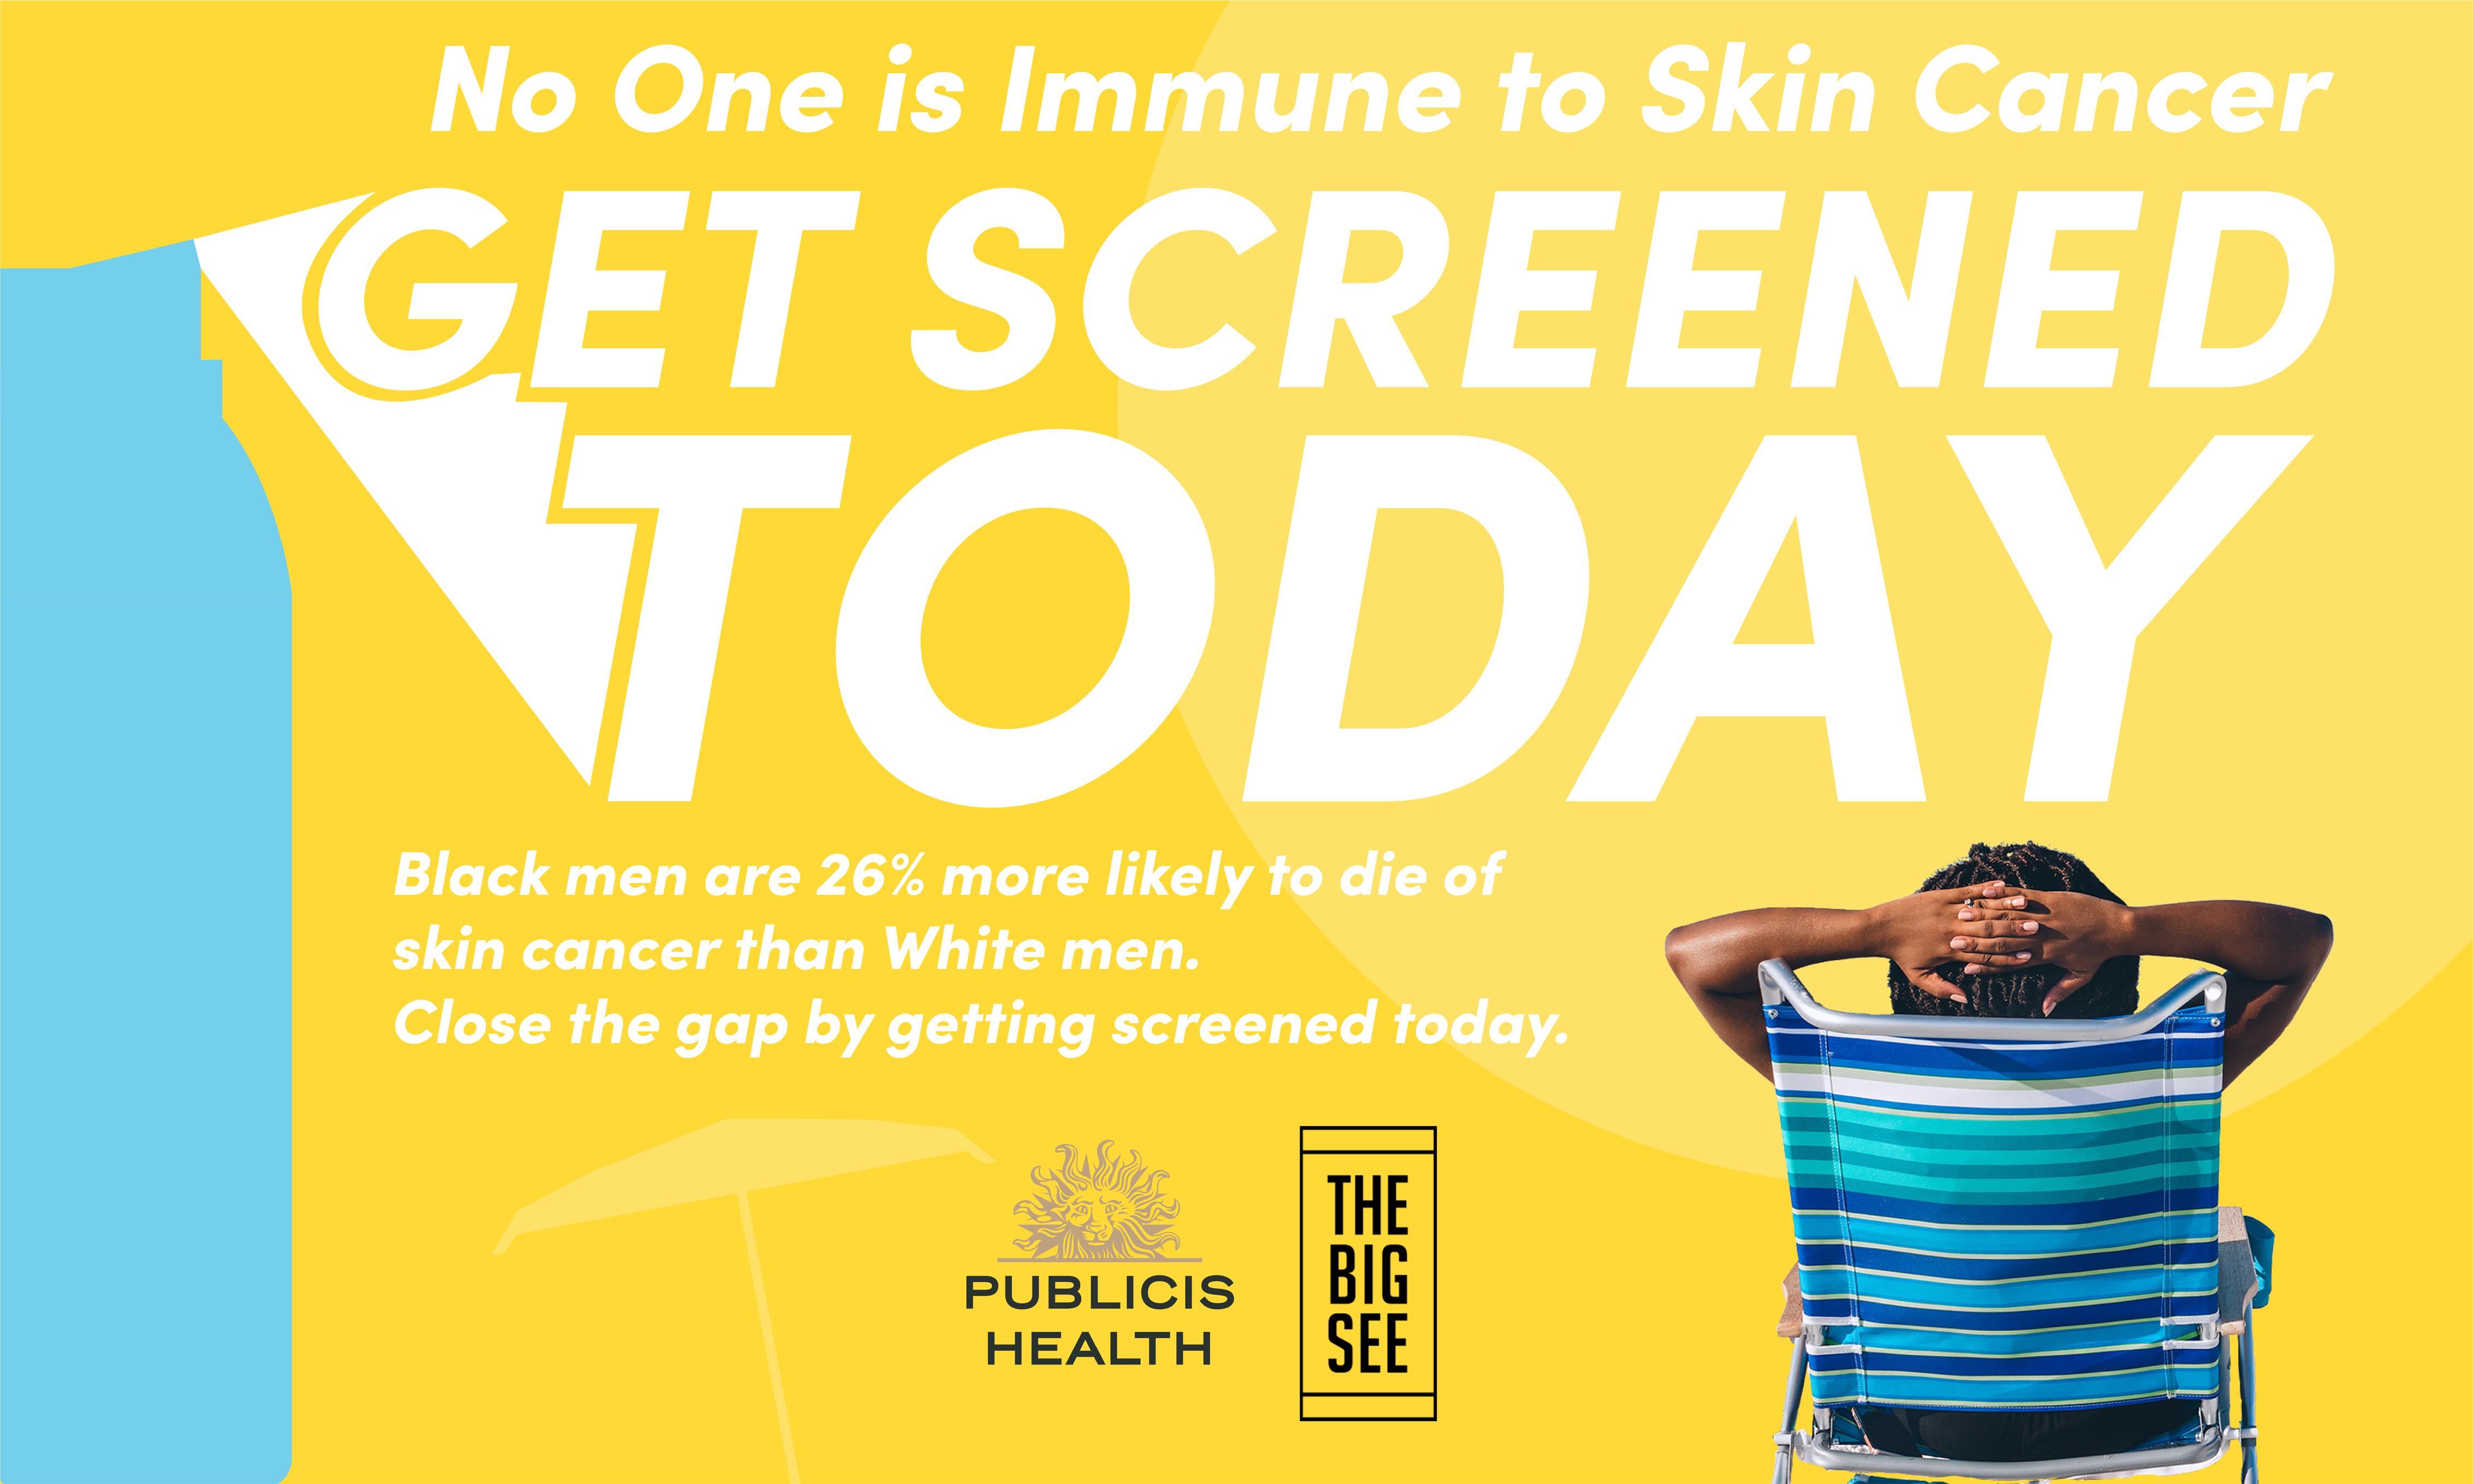 No One is Immune to Skin Cancer
GET SCREENED
TODAY
Black men are 26% more likely to die of
skin cancer than White men.
Close the gap by getting screened today.
PUBLICIS
HEALTH
THE
BIG
SEE